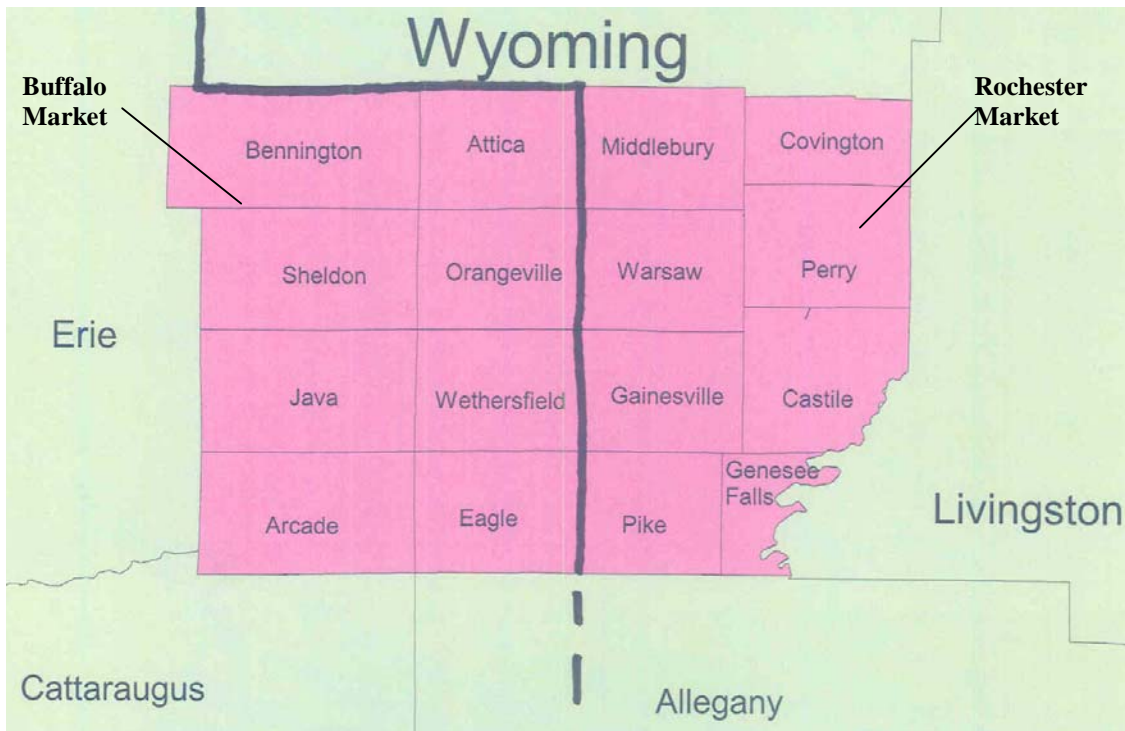 Wyoming
Buffalo
Market
Rochester
Market
Bennington
Attica
Middlebury
Covington
Sheldon
Orangeville
Warsaw
Perry
Erie
Java
Wethersfield
Gainesville
Castile
Genesee
Falls
Arcade
Eagle
Pike
Livingston
Cattaraugus
Allegany